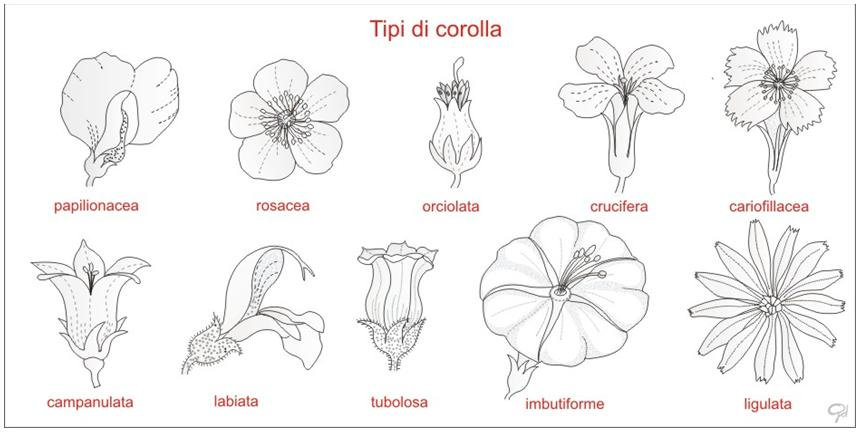 Tipi di corolla
papilionacea
rosacea
orciolata
crucifera
cariofillacea
campanulata
labiata
tubolosa
imbutiforme
ligulata